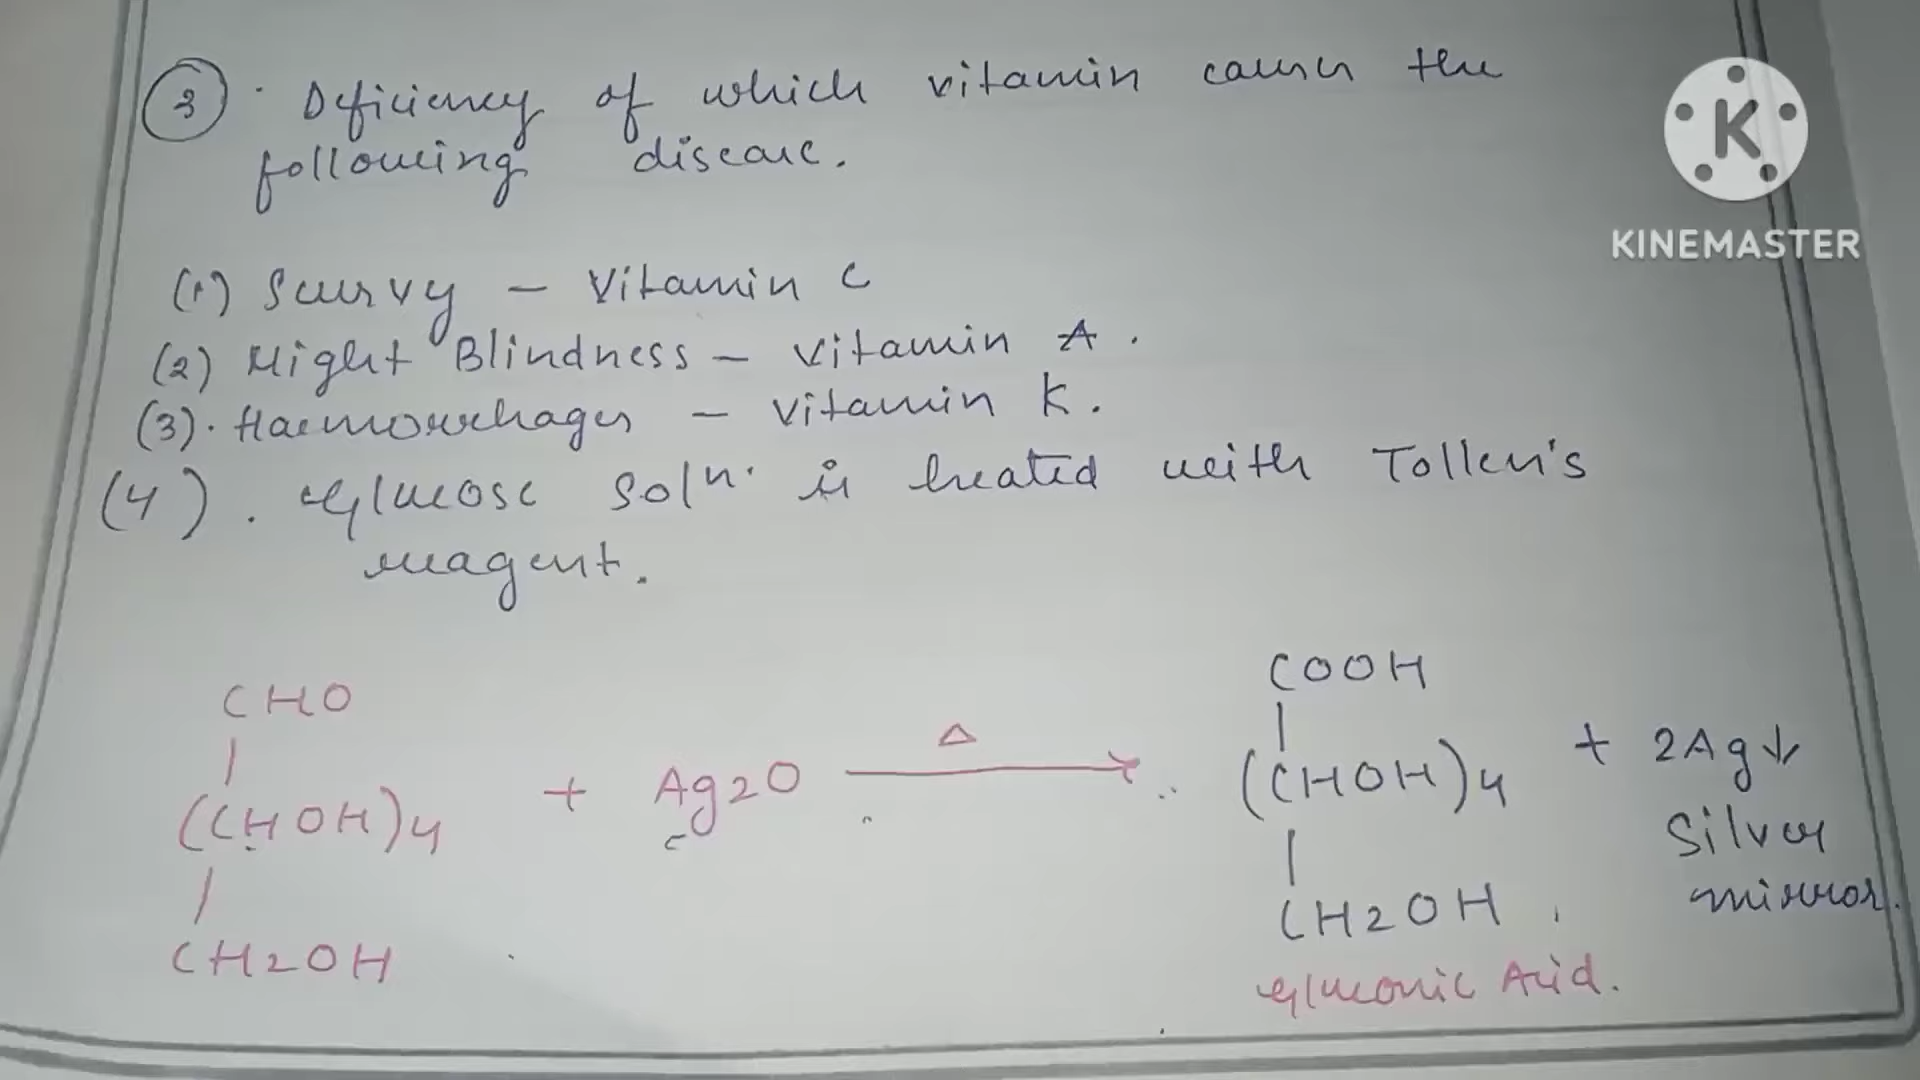 3. Deficiency of which vitamin causes the
following disease.
(1) Scurvy - Vitamin C
(2) Night Blindness - Vitamin A.
(3). Haemorrhages - Vitamin K.
(4). Glucose Soln. is treated with Tollen's
reagent.
CHO
(CHOH)4
CH2OH
+ Ag2O
Δ
COOH
(CHOH)4
CH2OH
Gluconic Acid.
+ 2Ag↓
Silver
mirror.
K
KINEMASTER